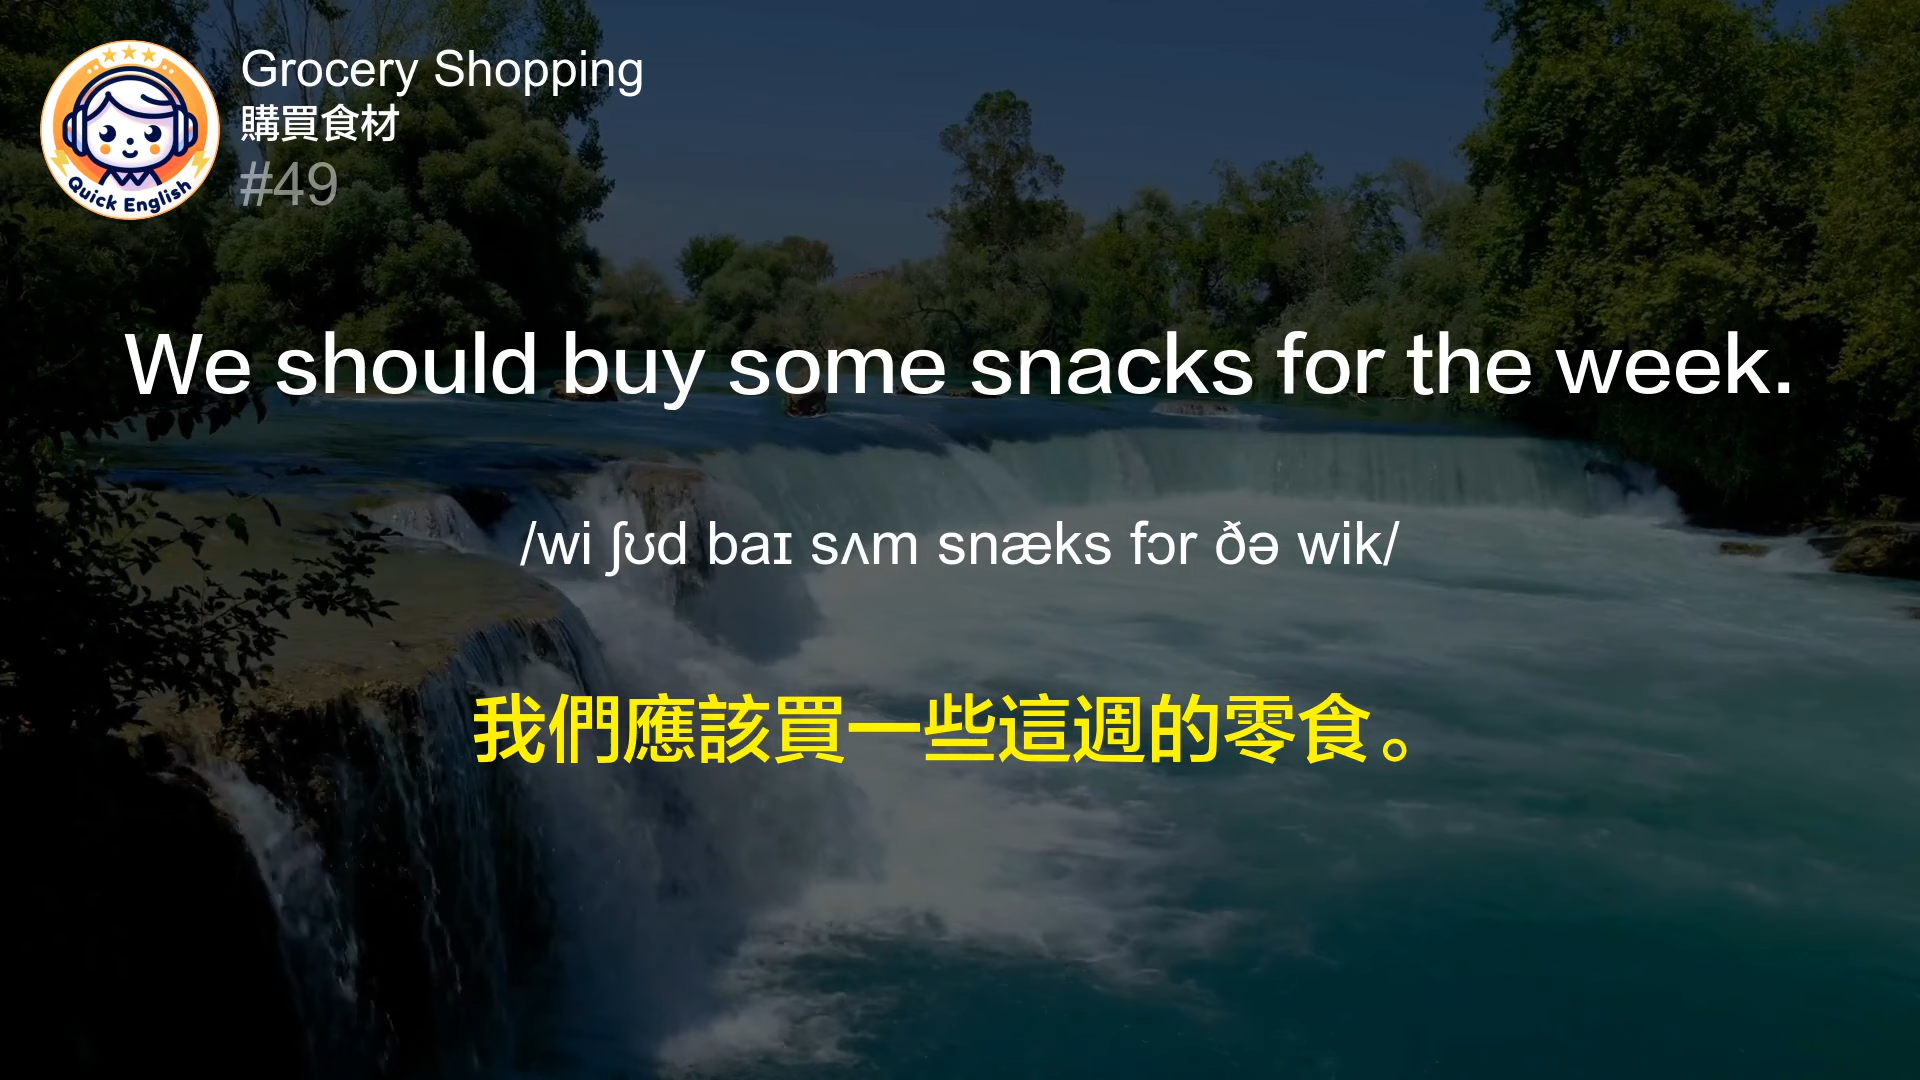 Grocery Shopping
購買食材
#49
Quick English
We should buy some snacks for the week.
/wi ʃʊd baɪ sʌm snæks fɔr ðə wik/
我們應該買一些這週的零食。